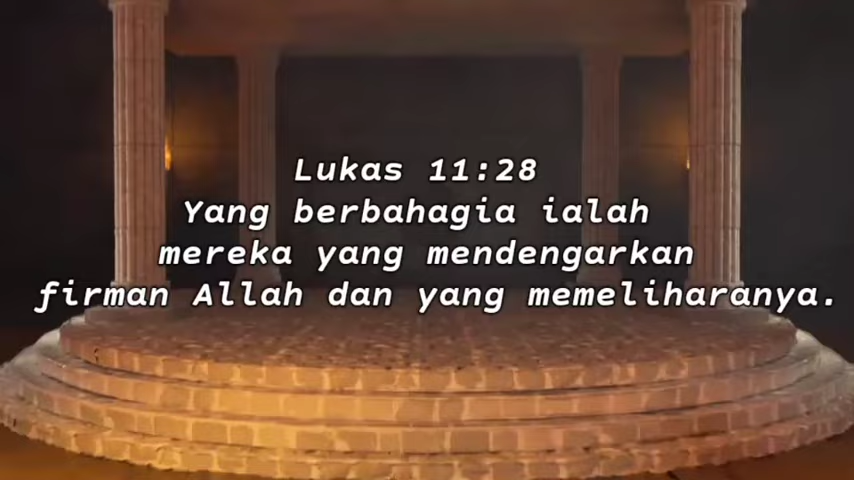 Lukas 11:28
Yang berbahagia ialah
mereka yang mendengarkan
firman Allah dan yang memeliharanya.